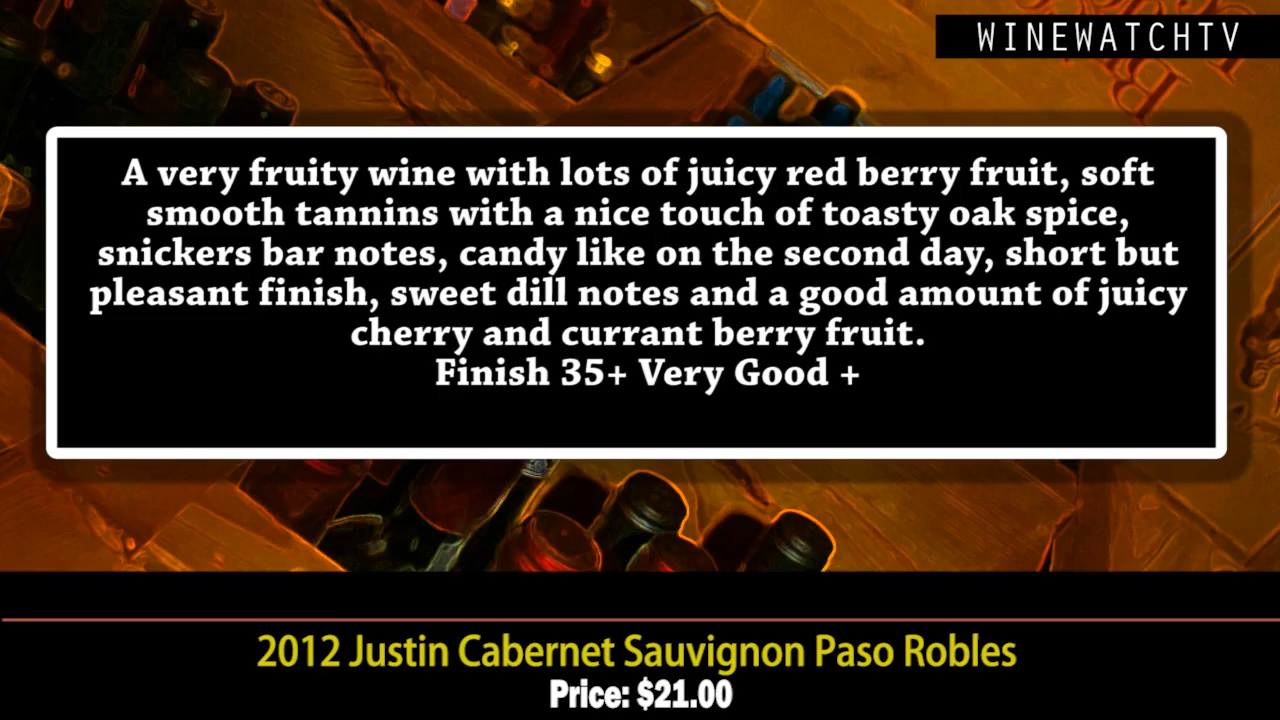 WINEWATCHTV
A very fruity wine with lots of juicy red berry fruit, soft
smooth tannins with a nice touch of toasty oak spice,
snickers bar notes, candy like on the second day, short but
pleasant finish, sweet dill notes and a good amount of juicy
cherry and currant berry fruit.
Finish 35+ Very Good +
2012 Justin Cabernet Sauvignon Paso Robles
Price: $21.00